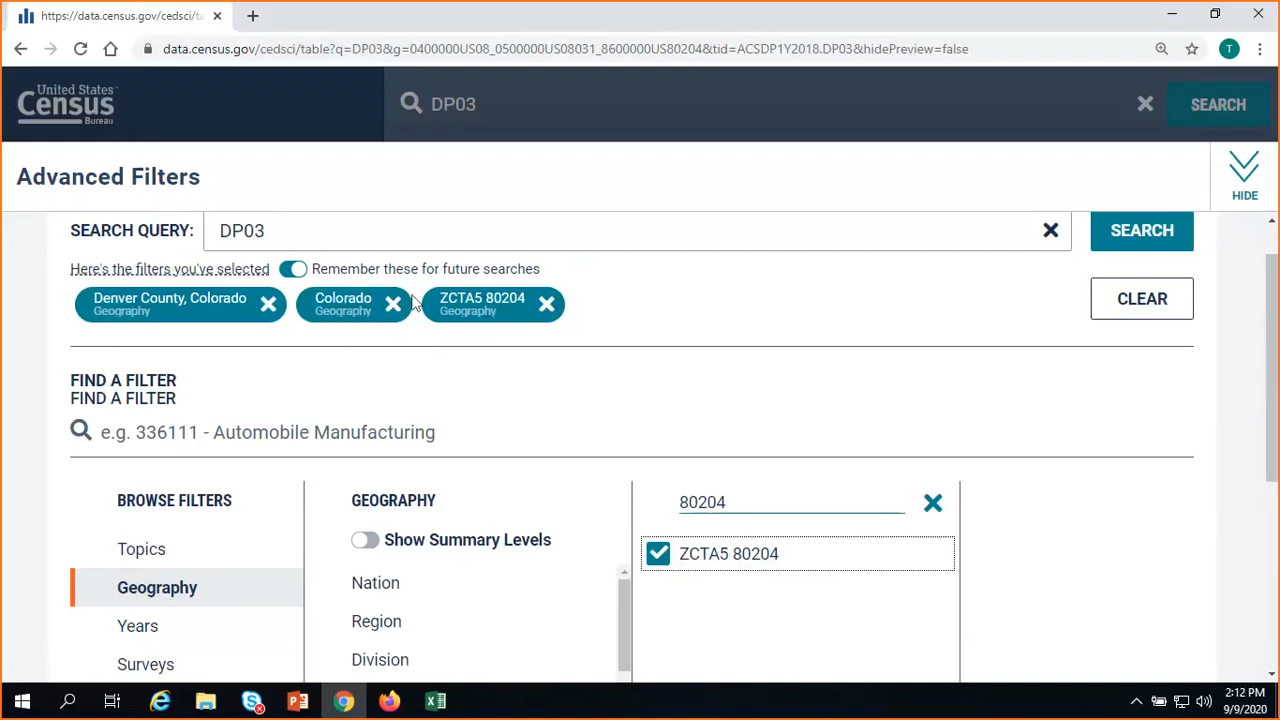 https://data.census.gov/cedsci/ta
data.census.gov/cedsci/table?q=DP03&g=0400000US08_0500000US08031_8600000US80204&tid=ACSDP1Y2018.DP03&hidePreview=false
T
United States
Census
Bureau
DP03
SEARCH
Advanced Filters
HIDE
SEARCH QUERY:
DP03
SEARCH
Here's the filters you've selected
Remember these for future searches
Denver County, Colorado
Geography
Colorado
Geography
ZCTA5 80204
Geography
CLEAR
FIND A FILTER
FIND A FILTER
e.g. 336111 - Automobile Manufacturing
BROWSE FILTERS
GEOGRAPHY
80204
Topics
Show Summary Levels
ZCTA5 80204
Geography
Nation
Years
Region
Surveys
Division
2:12 PM
9/9/2020